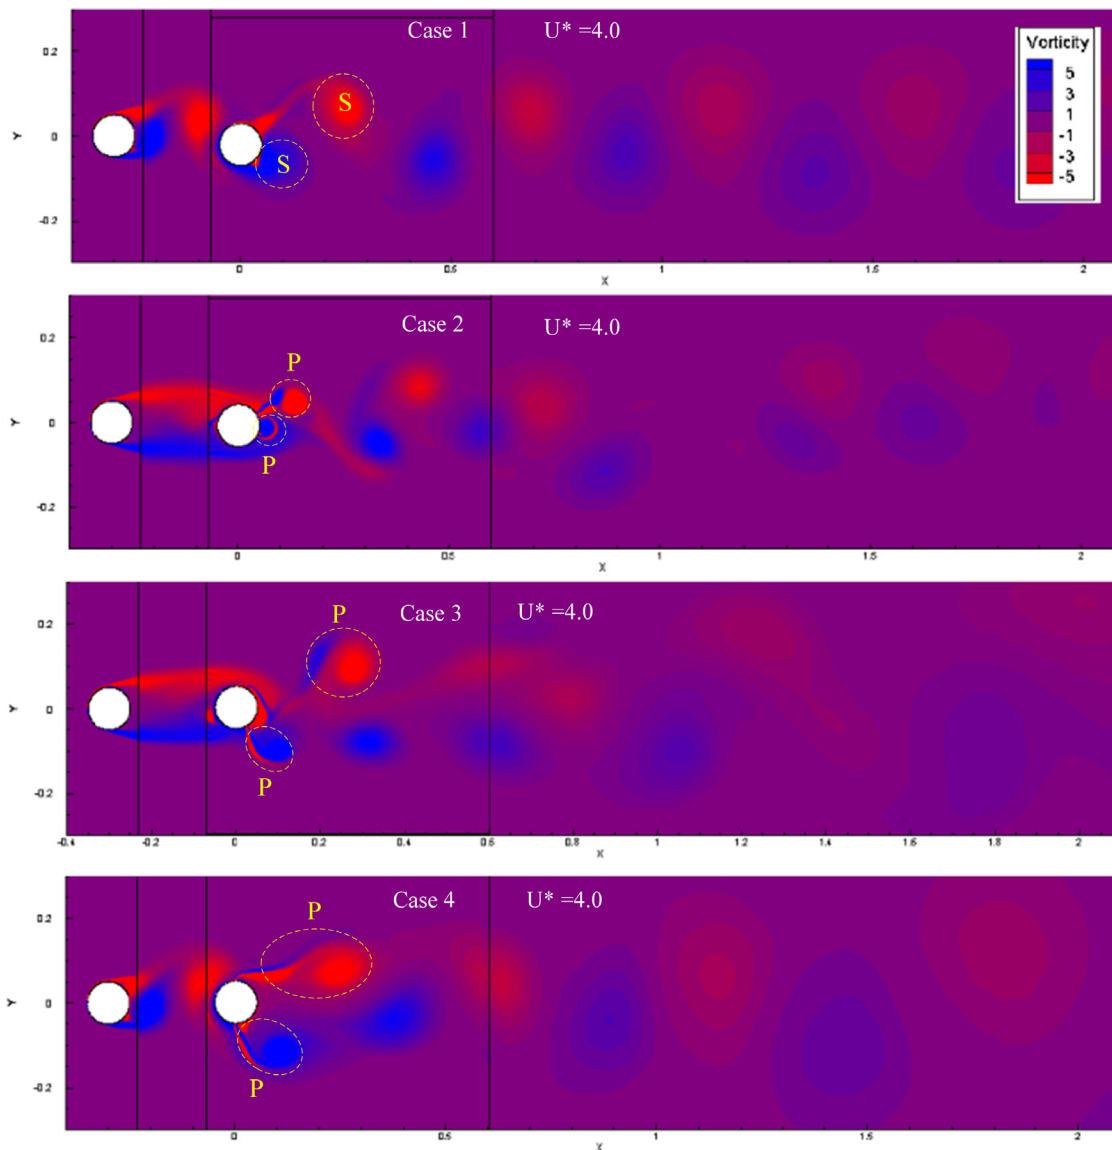 Case 1 U* =4.0
Vorticity
5
3
1
-1
-3
-5
S
S
0.2
0
-0.2
Y
0 0.5 1 1.5 2
X
Case 2 U* =4.0
P
P
0.2
0
-0.2
Y
0 0.5 1 1.5 2
X
Case 3 U* =4.0
P
P
0.2
0
-0.2
Y
-0.4 -0.2 0 0.2 0.4 0.6 0.8 1 1.2 1.4 1.6 1.8 2
X
Case 4 U* =4.0
P
P
0.2
0
-0.2
Y
0 0.5 1 1.5 2
X